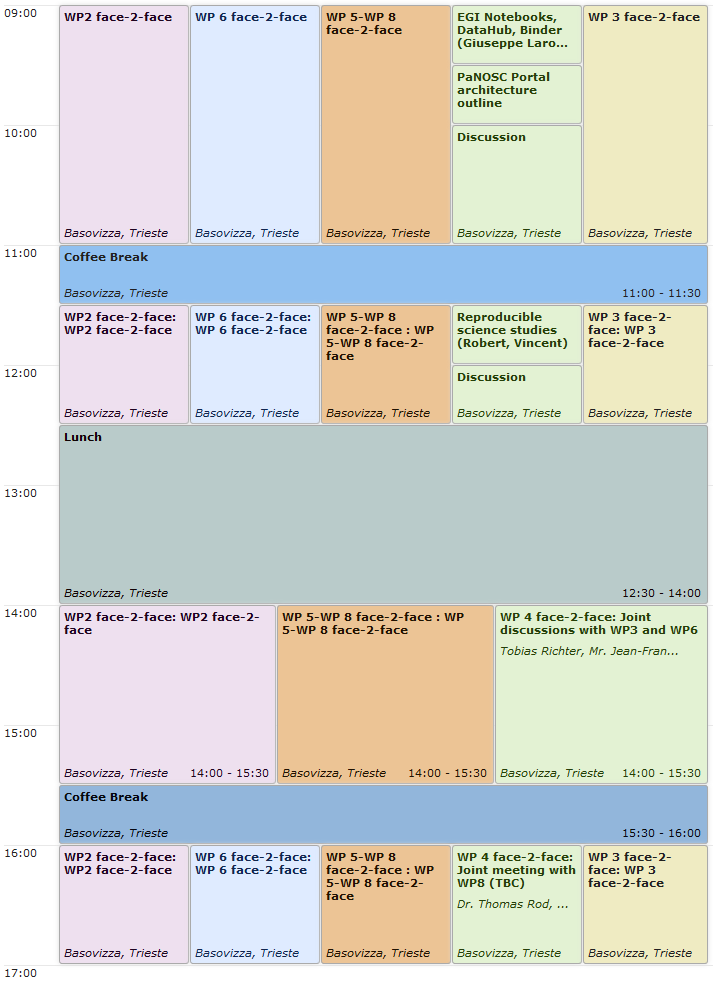 09:00
WP2 face-2-face
Basovizza, Trieste
WP 6 face-2-face
Basovizza, Trieste
WP 5-WP 8
face-2-face
Basovizza, Trieste
EGI Notebooks,
DataHub, Binder
(Giuseppe Laro...
PaNOSC Portal
architecture
outline
Discussion
Basovizza, Trieste
WP 3 face-2-face
Basovizza, Trieste
10:00
11:00
Coffee Break
Basovizza, Trieste
11:00 - 11:30
WP2 face-2-face:
WP2 face-2-face
Basovizza, Trieste
WP 6 face-2-face:
WP 6 face-2-face
Basovizza, Trieste
WP 5-WP 8
face-2-face : WP
5-WP 8 face-2-
face
Basovizza, Trieste
Reproducible
science studies
(Robert, Vincent)
Discussion
Basovizza, Trieste
WP 3 face-2-
face: WP 3
face-2-face
Basovizza, Trieste
12:00
Lunch
Basovizza, Trieste
12:30 - 14:00
13:00
14:00
WP2 face-2-face: WP2 face-2-
face
Basovizza, Trieste
14:00 - 15:30
WP 5-WP 8 face-2-face : WP
5-WP 8 face-2-face
Basovizza, Trieste
14:00 - 15:30
WP 4 face-2-face: Joint
discussions with WP3 and WP6
Tobias Richter, Mr. Jean-Fran...
Basovizza, Trieste
14:00 - 15:30
15:00
Coffee Break
Basovizza, Trieste
15:30 - 16:00
16:00
WP2 face-2-face:
WP2 face-2-face
Basovizza, Trieste
WP 6 face-2-face:
WP 6 face-2-face
Basovizza, Trieste
WP 5-WP 8
face-2-face : WP
5-WP 8 face-2-
face
Basovizza, Trieste
WP 4 face-2-face:
Joint meeting with
WP8 (TBC)
Dr. Thomas Rod, ...
Basovizza, Trieste
WP 3 face-2-
face: WP 3
face-2-face
Basovizza, Trieste
17:00